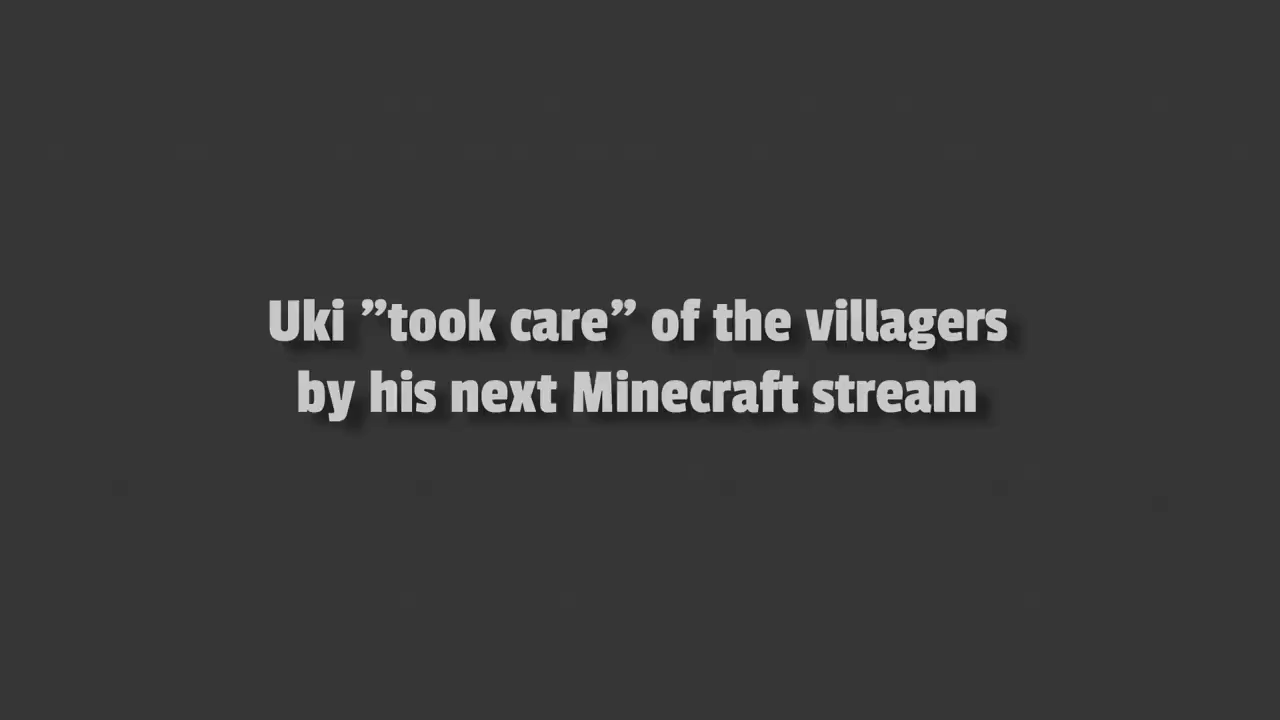 Uki ”took care” of the villagers
by his next Minecraft stream